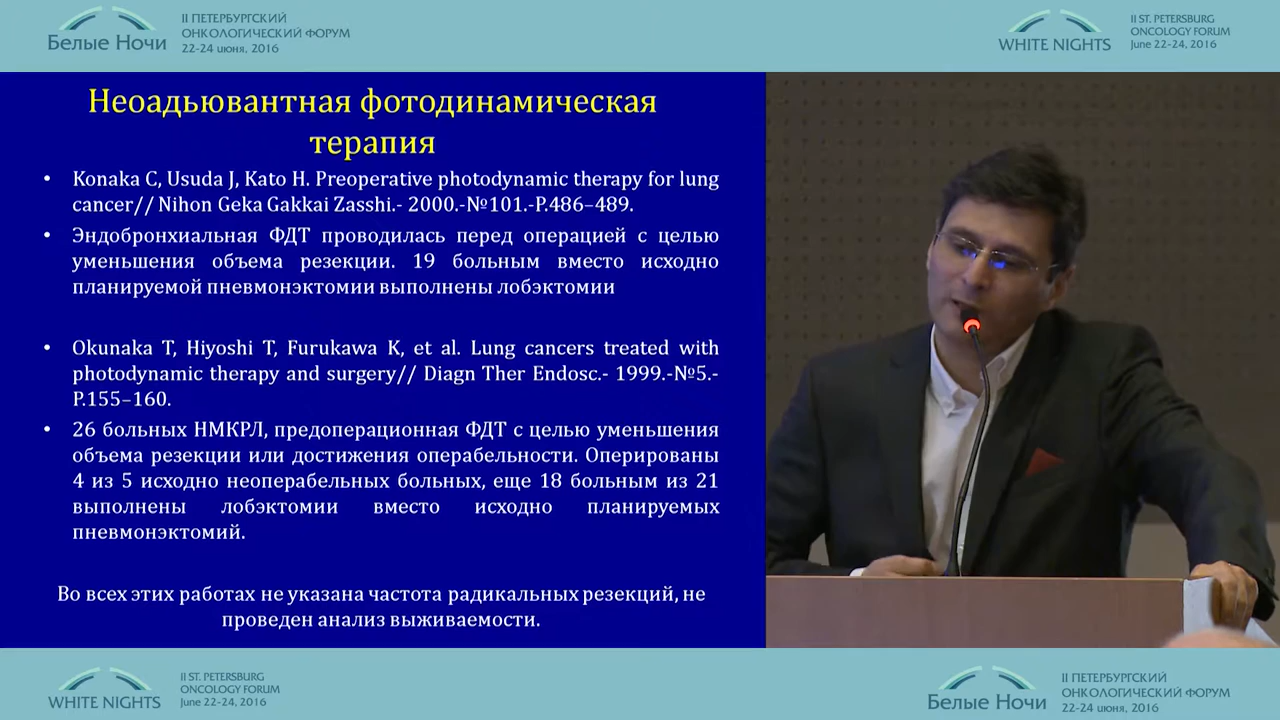 Белые Ночи
II ПЕТЕРБУРГСКИЙ
ОНКОЛОГИЧЕСКИЙ ФОРУМ
22-24 июня, 2016
WHITE NIGHTS
II ST. PETERSBURG
ONCOLOGY FORUM
June 22-24, 2016
Неоадьювантная фотодинамическая
терапия
• Konaka C, Usuda J, Kato H. Preoperative photodynamic therapy for lung
cancer// Nihon Geka Gakkai Zasshi.- 2000.-№101.-P.486–489.
• Эндобронхиальная ФДТ проводилась перед операцией с целью
уменьшения объема резекции. 19 больным вместо исходно
планируемой пневмонэктомии выполнены лобэктомии
• Okunaka T, Hiyoshi T, Furukawa K, et al. Lung cancers treated with
photodynamic therapy and surgery// Diagn Ther Endosc.- 1999.-№5.-
P.155–160.
• 26 больных НМКРЛ, предоперационная ФДТ с целью уменьшения
объема резекции или достижения операбельности. Оперированы
4 из 5 исходно неоперабельных больных, еще 18 больным из 21
выполнены лобэктомии вместо исходно планируемых
пневмонэктомий.
Во всех этих работах не указана частота радикальных резекций, не
проведен анализ выживаемости.
WHITE NIGHTS
II ST. PETERSBURG
ONCOLOGY FORUM
June 22-24, 2016
Белые Ночи
II ПЕТЕРБУРГСКИЙ
ОНКОЛОГИЧЕСКИЙ ФОРУМ
22-24 июня, 2016